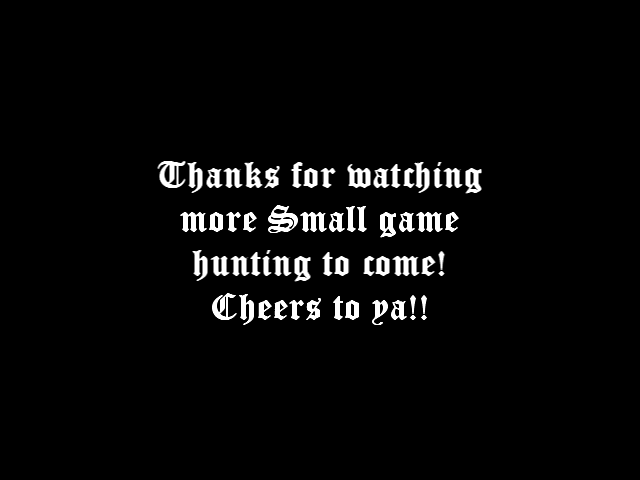 Thanks for watching
more Small game
hunting to come!
Cheers to ya!!